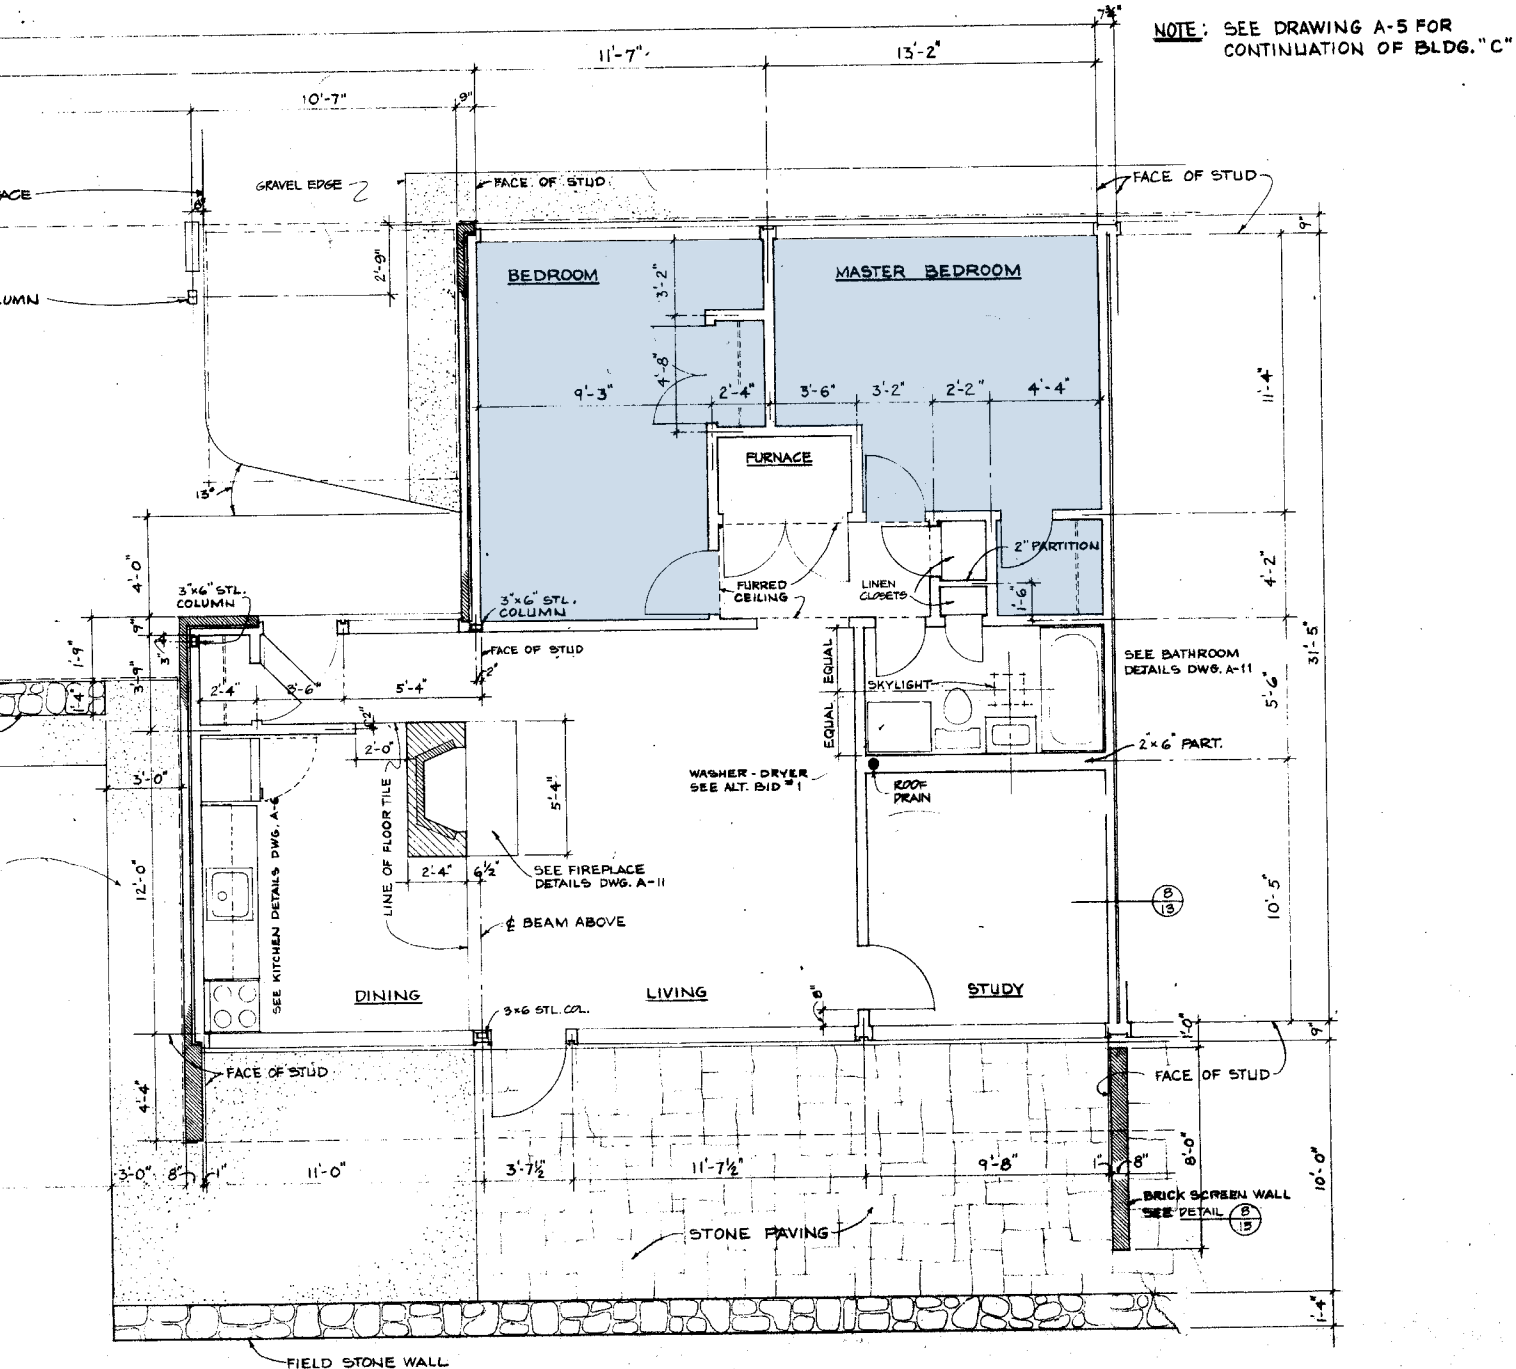 NOTE: SEE DRAWING A-5 FOR
CONTINUATION OF BLDG. "C"
7¾"
11'-7"
13'-2"
10'-7"
9"
ACE
GRAVEL EDGE
FACE OF STUD
FACE OF STUD
8"
9"
2'-9"
UMN
BEDROOM
MASTER BEDROOM
3'-2"
4'-8"
9'-3"
2'-4"
3'-6"
3'-2"
2'-2"
4'-4"
11'-4"
FURNACE
13°
4'-0"
2" PARTITION
4'-2"
3"x6" STL.
COLUMN
3"x6" STL.
COLUMN
FURRED
CEILING
LINEN
CLOSETS
1'-6"
9"
3¾"
1'-9"
3'-9"
1'-4"
FACE OF STUD
2"
EQUAL
EQUAL
SEE BATHROOM
DETAILS DWG. A-11
31'-5"
2'-4"
3'-6"
5'-4"
SKYLIGHT
5'-6"
2"
2'-0"
2"x6" PART.
3'-0"
WASHER-DRYER
SEE ALT. BID #1
ROOF
DRAIN
5'-4"
LINE OF FLOOR TILE
SEE KITCHEN DETAILS DWG. A-6
12'-0"
2'-4"
6½"
SEE FIREPLACE
DETAILS DWG. A-11
8
13
10'-5"
℄ BEAM ABOVE
DINING
LIVING
STUDY
8"
3x6 STL. COL.
1'-0"
9"
FACE OF STUD
FACE OF STUD
4'-4"
3'-0"
8"
1"
11'-0"
3'-7½"
11'-7½"
9'-8"
1"
8"
8'-0"
10'-0"
BRICK SCREEN WALL
SEE DETAIL
8
13
STONE PAVING
1'-4"
FIELD STONE WALL